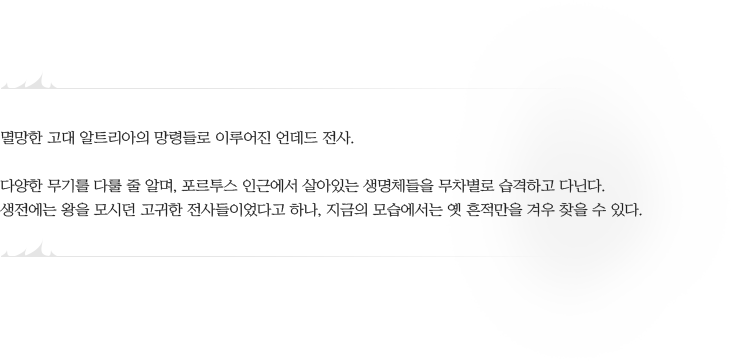 멸망한 고대 알트리아의 망령들로 이루어진 언데드 전사.
다양한 무기를 다룰 줄 알며, 포르투스 인근에서 살아있는 생명체들을 무차별로 습격하고 다닌다.
생전에는 왕을 모시던 고귀한 전사들이었다고 하나, 지금의 모습에서는 옛 흔적만을 겨우 찾을 수 있다.